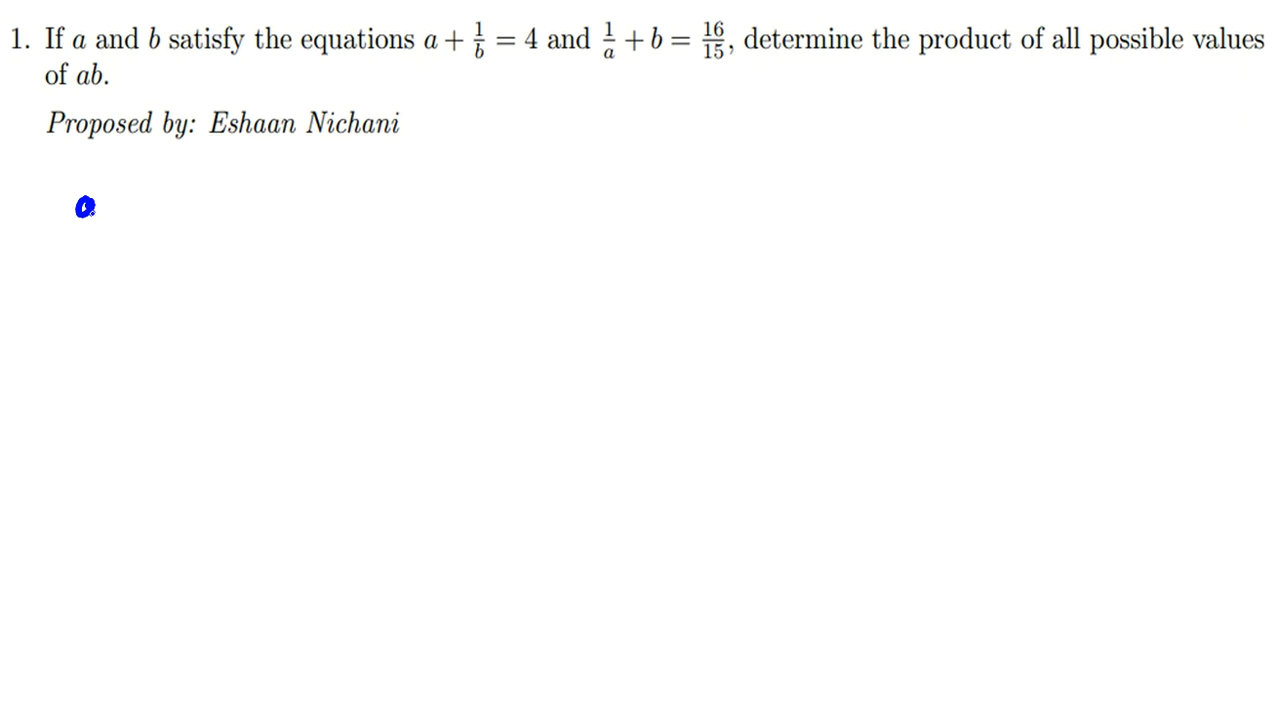 1. If a and b satisfy the equations a + 1/b = 4 and 1/a + b = 16/15, determine the product of all possible values
of ab.
Proposed by: Eshaan Nichani